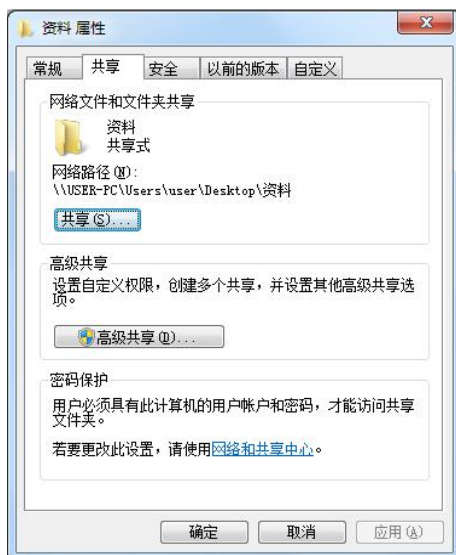 资料 属性
常规 共享 安全 以前的版本 自定义
网络文件和文件夹共享
资料
共享式
网络路径(N):
\\USER-PC\Users\user\Desktop\资料
共享(S)...
高级共享
设置自定义权限，创建多个共享，并设置其他高级共享选
项。
高级共享(D)...
密码保护
用户必须具有此计算机的用户帐户和密码，才能访问共享
文件夹。
若要更改此设置，请使用网络和共享中心。
确定 取消 应用(A)